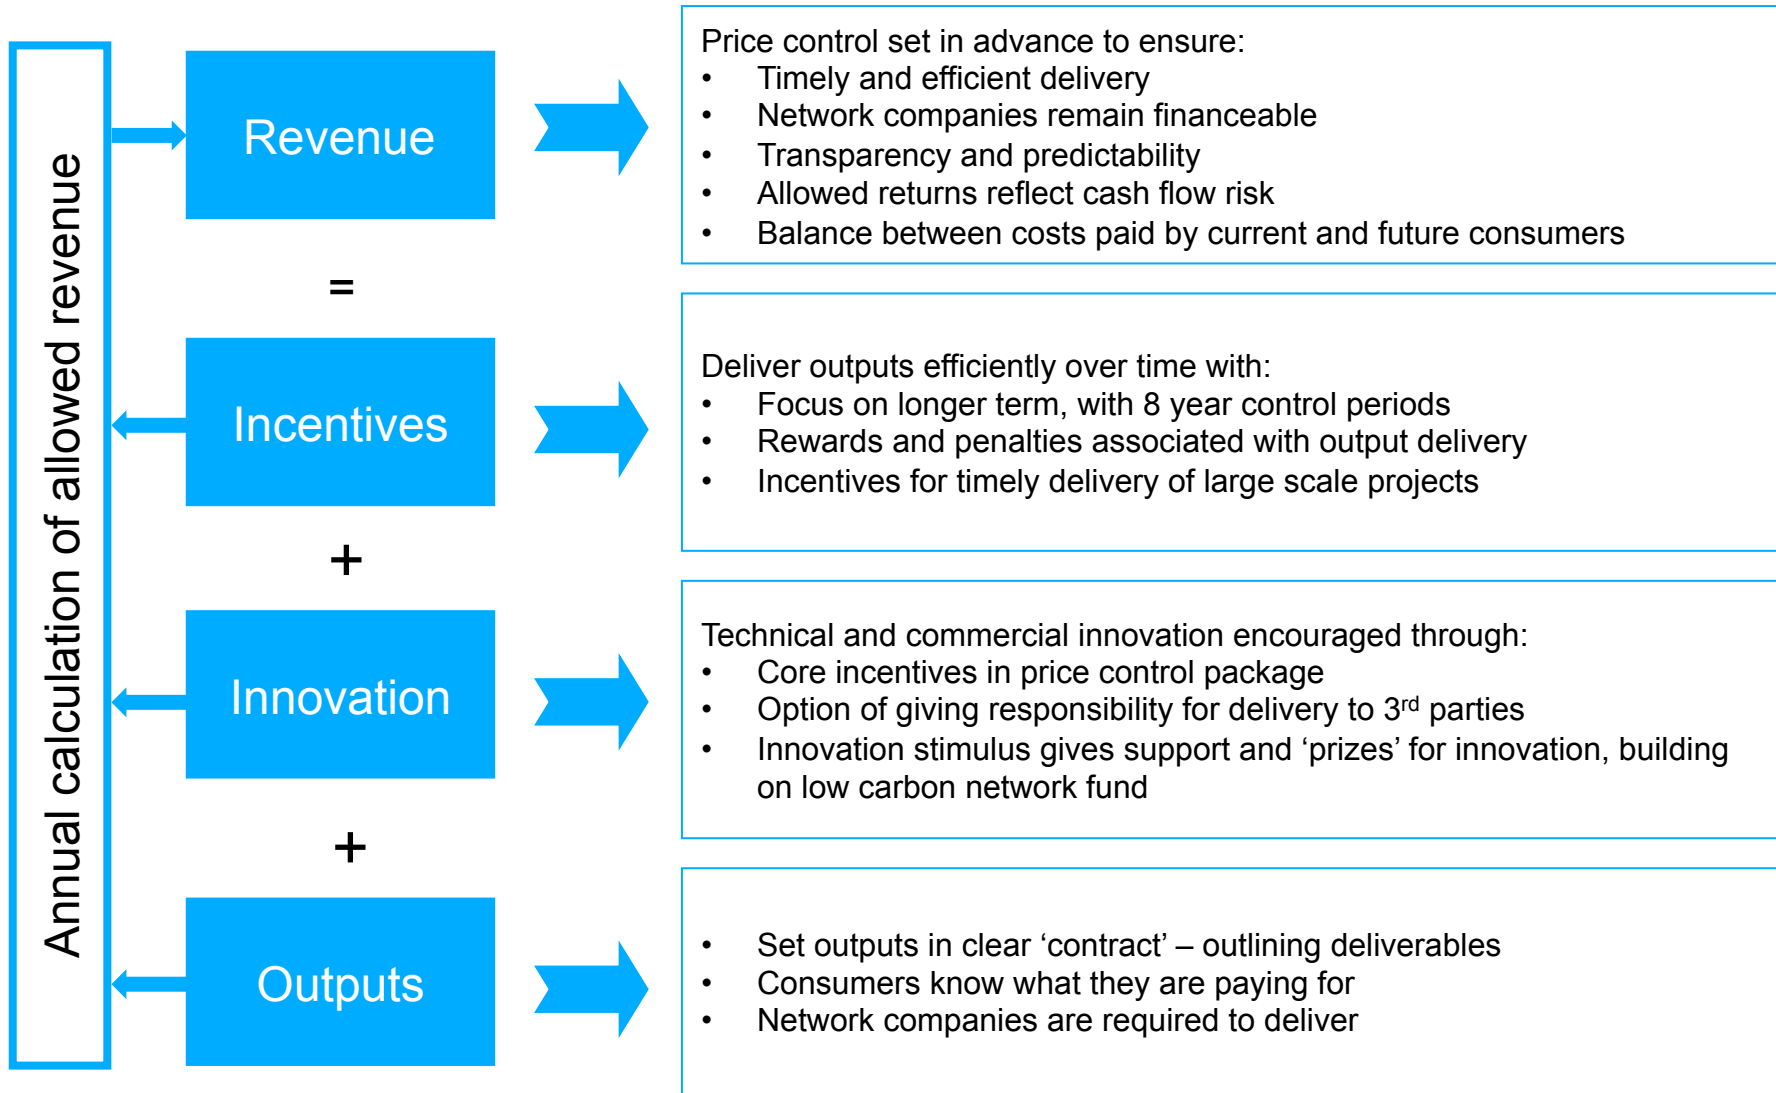 Annual calculation of allowed revenue
Revenue
Price control set in advance to ensure:
• Timely and efficient delivery
• Network companies remain financeable
• Transparency and predictability
• Allowed returns reflect cash flow risk
• Balance between costs paid by current and future consumers
=
Incentives
Deliver outputs efficiently over time with:
• Focus on longer term, with 8 year control periods
• Rewards and penalties associated with output delivery
• Incentives for timely delivery of large scale projects
+
Innovation
Technical and commercial innovation encouraged through:
• Core incentives in price control package
• Option of giving responsibility for delivery to 3rd parties
• Innovation stimulus gives support and ‘prizes’ for innovation, building
on low carbon network fund
+
Outputs
• Set outputs in clear ‘contract’ – outlining deliverables
• Consumers know what they are paying for
• Network companies are required to deliver